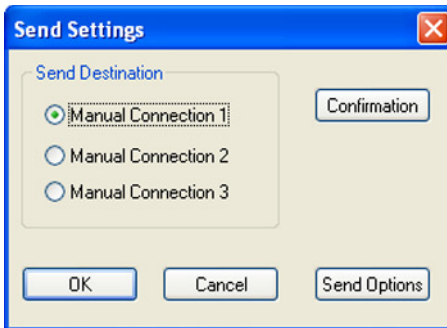 Send Settings
Send Destination
Manual Connection 1
Confirmation
Manual Connection 2
Manual Connection 3
OK
Cancel
Send Options